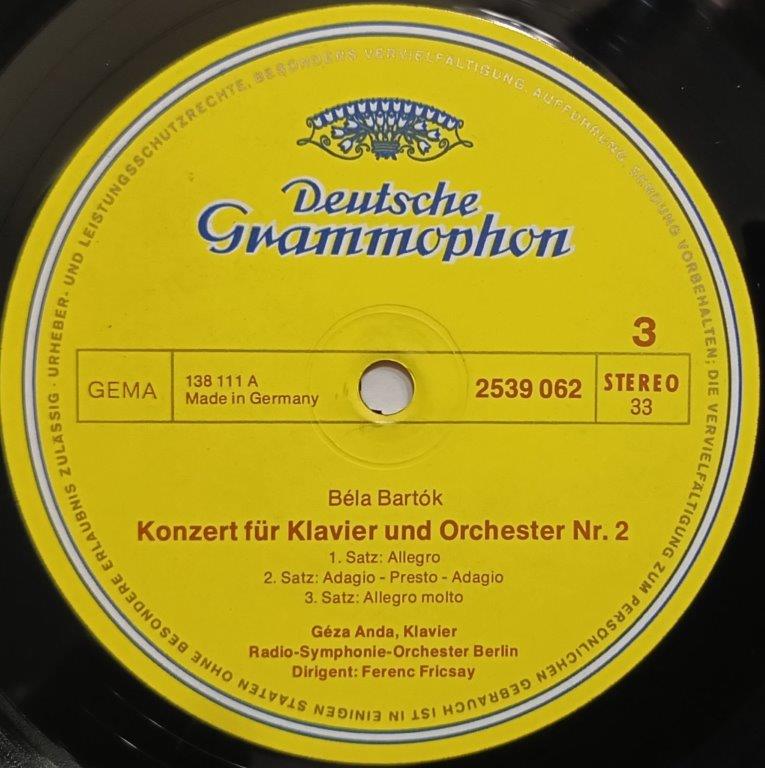 Deutsche
Grammophon
3
GEMA
138 111 A
Made in Germany
2539 062
STEREO
33
Béla Bartók
Konzert für Klavier und Orchester Nr. 2
1. Satz: Allegro
2. Satz: Adagio - Presto - Adagio
3. Satz: Allegro molto
Géza Anda, Klavier
Radio-Symphonie-Orchester Berlin
Dirigent: Ferenc Fricsay
URHEBER- UND LEISTUNGSSCHUTZRECHTE, BESONDERS VERVIELFÄLTIGUNG, AUFFÜHRUNG, SENDUNG VORBEHALTEN; DIE VERVIELFÄLTIGUNG ZUM PERSÖNLICHEN GEBRAUCH IST IN EINIGEN STAATEN OHNE BESONDERE ERLAUBNIS ZULÄSSIG ·